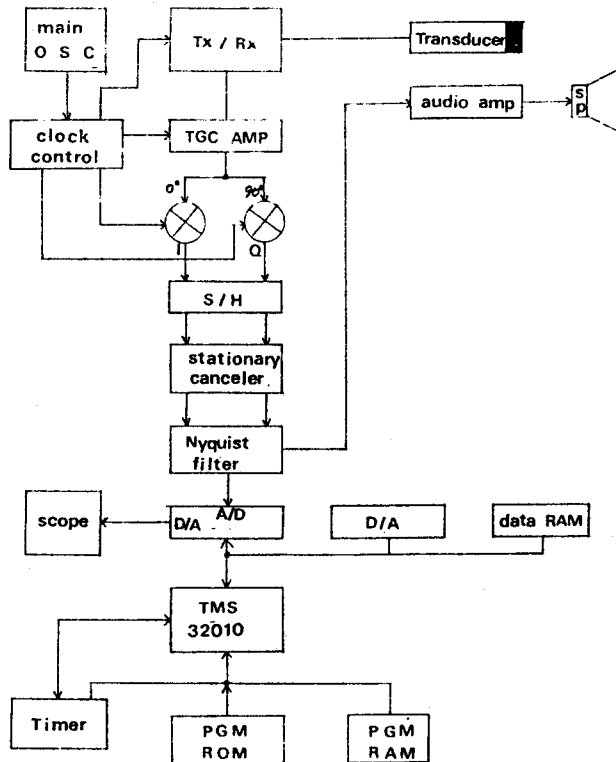 main
O S C
Tx / Rx
Transducer
audio amp
sp
clock
control
TGC AMP
0°
90°
I
Q
S / H
stationary
canceler
Nyquist
filter
scope
D/A A/D
D/A
data RAM
TMS
32010
Timer
PGM
ROM
PGM
RAM